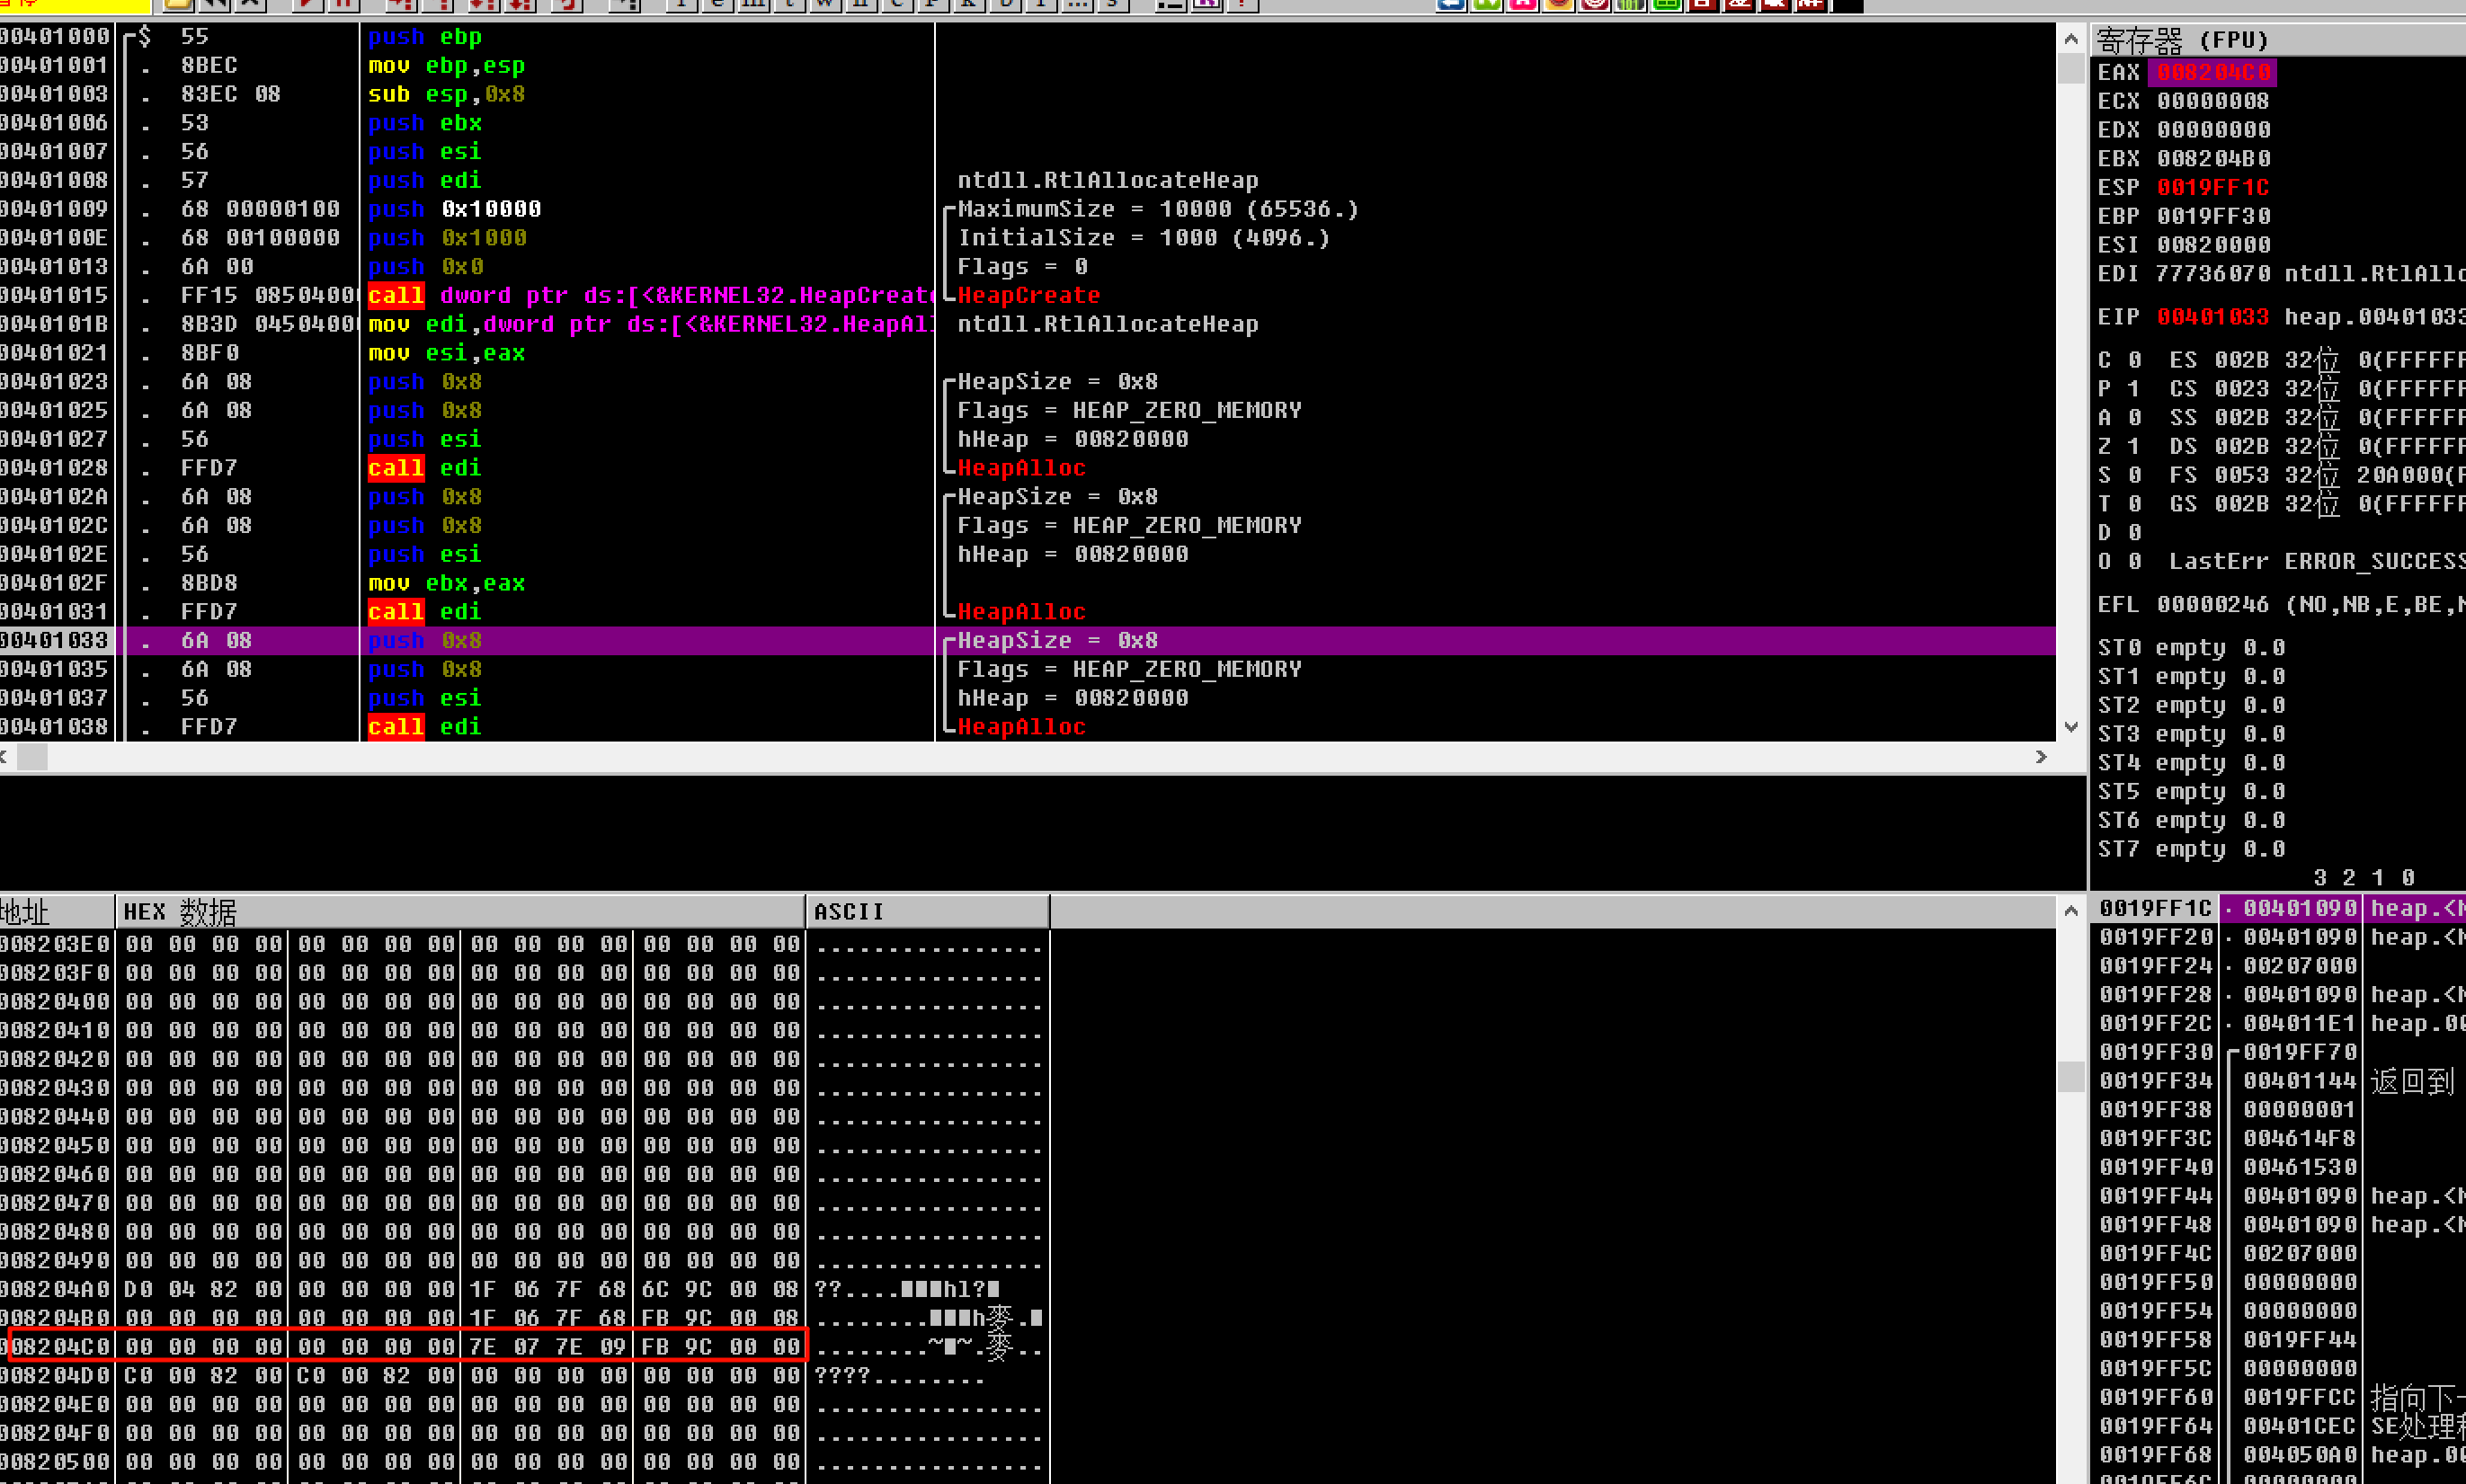 00401000 $ 55 push ebp
00401001 . 8BEC mov ebp,esp
00401003 . 83EC 08 sub esp,0x8
00401006 . 53 push ebx
00401007 . 56 push esi
00401008 . 57 push edi ntdll.RtlAllocateHeap
00401009 . 68 00000100 push 0x10000 MaximumSize = 10000 (65536.)
0040100E . 68 00100000 push 0x1000 InitialSize = 1000 (4096.)
00401013 . 6A 00 push 0x0 Flags = 0
00401015 . FF15 0850400 call dword ptr ds:[<&KERNEL32.HeapCreate HeapCreate
0040101B . 8B3D 0450400 mov edi,dword ptr ds:[<&KERNEL32.HeapAl ntdll.RtlAllocateHeap
00401021 . 8BF0 mov esi,eax
00401023 . 6A 08 push 0x8 HeapSize = 0x8
00401025 . 6A 08 push 0x8 Flags = HEAP_ZERO_MEMORY
00401027 . 56 push esi hHeap = 00820000
00401028 . FFD7 call edi HeapAlloc
0040102A . 6A 08 push 0x8 HeapSize = 0x8
0040102C . 6A 08 push 0x8 Flags = HEAP_ZERO_MEMORY
0040102E . 56 push esi hHeap = 00820000
0040102F . 8BD8 mov ebx,eax
00401031 . FFD7 call edi HeapAlloc
00401033 . 6A 08 push 0x8 HeapSize = 0x8
00401035 . 6A 08 push 0x8 Flags = HEAP_ZERO_MEMORY
00401037 . 56 push esi hHeap = 00820000
00401038 . FFD7 call edi HeapAlloc
寄存器 (FPU)
EAX 008204C0
ECX 00000008
EDX 00000000
EBX 008204B0
ESP 0019FF1C
EBP 0019FF30
ESI 00820000
EDI 77736070 ntdll.RtlAllo
EIP 00401033 heap.00401033
C 0 ES 002B 32位 0(FFFFFF
P 1 CS 0023 32位 0(FFFFFF
A 0 SS 002B 32位 0(FFFFFF
Z 1 DS 002B 32位 0(FFFFFF
S 0 FS 0053 32位 20A000(F
T 0 GS 002B 32位 0(FFFFFF
D 0
O 0 LastErr ERROR_SUCCESS
EFL 00000246 (NO,NB,E,BE,N
ST0 empty 0.0
ST1 empty 0.0
ST2 empty 0.0
ST3 empty 0.0
ST4 empty 0.0
ST5 empty 0.0
ST6 empty 0.0
ST7 empty 0.0
3 2 1 0
地址 HEX 数据 ASCII
008203E0 00 00 00 00 00 00 00 00 00 00 00 00 00 00 00 00 ................
008203F0 00 00 00 00 00 00 00 00 00 00 00 00 00 00 00 00 ................
00820400 00 00 00 00 00 00 00 00 00 00 00 00 00 00 00 00 ................
00820410 00 00 00 00 00 00 00 00 00 00 00 00 00 00 00 00 ................
00820420 00 00 00 00 00 00 00 00 00 00 00 00 00 00 00 00 ................
00820430 00 00 00 00 00 00 00 00 00 00 00 00 00 00 00 00 ................
00820440 00 00 00 00 00 00 00 00 00 00 00 00 00 00 00 00 ................
00820450 00 00 00 00 00 00 00 00 00 00 00 00 00 00 00 00 ................
00820460 00 00 00 00 00 00 00 00 00 00 00 00 00 00 00 00 ................
00820470 00 00 00 00 00 00 00 00 00 00 00 00 00 00 00 00 ................
00820480 00 00 00 00 00 00 00 00 00 00 00 00 00 00 00 00 ................
00820490 00 00 00 00 00 00 00 00 00 00 00 00 00 00 00 00 ................
008204A0 D0 04 82 00 00 00 00 00 1F 06 7F 68 6C 9C 00 08 ??....■■■hl?■
008204B0 00 00 00 00 00 00 00 00 1F 06 7F 68 FB 9C 00 08 ........■■■h麥.■
008204C0 00 00 00 00 00 00 00 00 7E 07 7E 09 FB 9C 00 00 ........~■~.麥..
008204D0 C0 00 82 00 C0 00 82 00 00 00 00 00 00 00 00 00 ????........
008204E0 00 00 00 00 00 00 00 00 00 00 00 00 00 00 00 00 ................
008204F0 00 00 00 00 00 00 00 00 00 00 00 00 00 00 00 00 ................
00820500 00 00 00 00 00 00 00 00 00 00 00 00 00 00 00 00 ................
0019FF1C . 00401090 heap.<M
0019FF20 . 00401090 heap.<M
0019FF24 . 00207000
0019FF28 . 00401090 heap.<M
0019FF2C . 004011E1 heap.00
0019FF30 0019FF70
0019FF34 00401144 返回到
0019FF38 00000001
0019FF3C 004614F8
0019FF40 00461530
0019FF44 00401090 heap.<M
0019FF48 00401090 heap.<M
0019FF4C 00207000
0019FF50 00000000
0019FF54 00000000
0019FF58 0019FF44
0019FF5C 00000000
0019FF60 0019FFCC 指向下一
0019FF64 00401CEC SE处理程
0019FF68 004050A0 heap.00